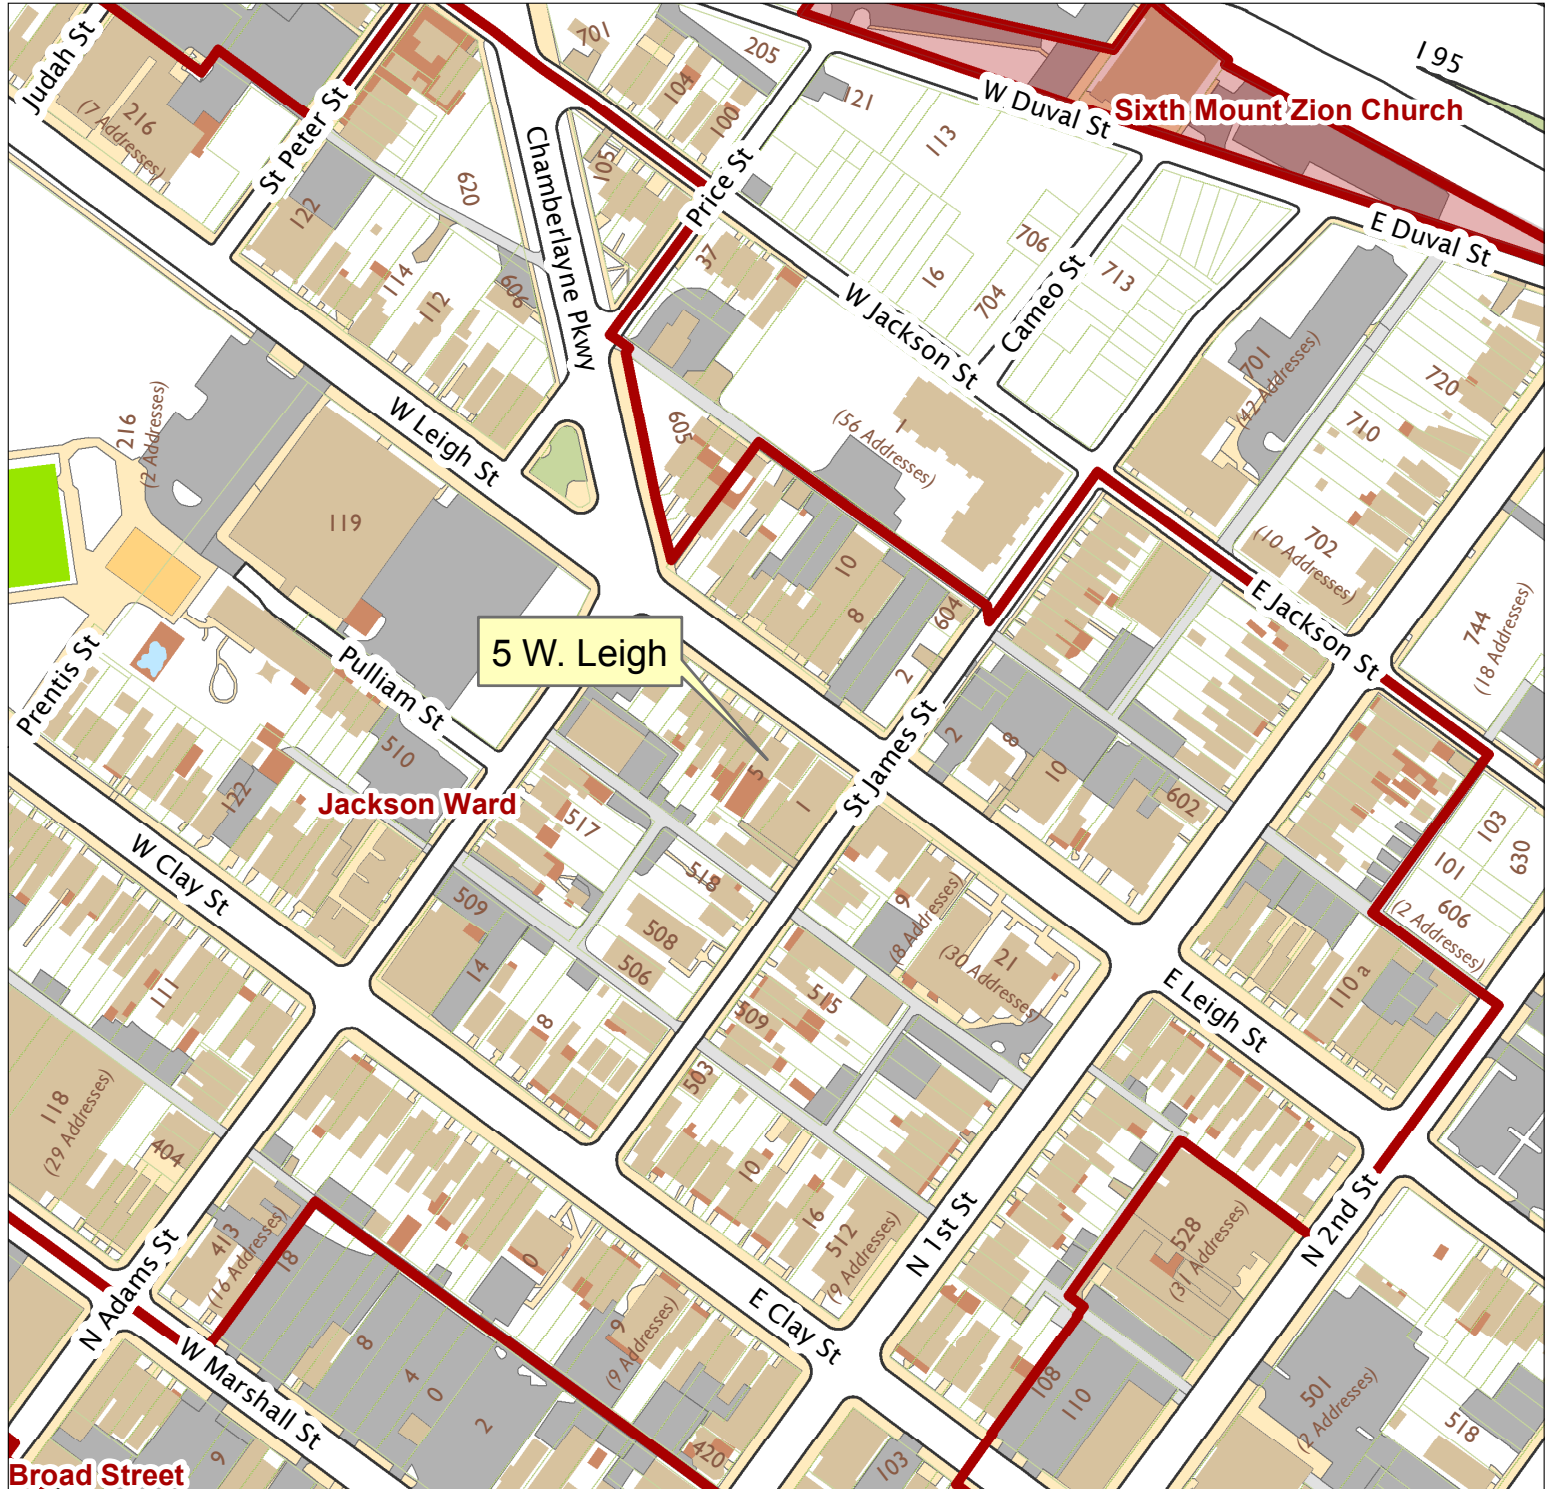 Judah St
216
(7 Addresses)
St Peter St
122
701
205
104
100
105
620
Chamberlayne Pkwy
Price St
121
113
W Duval St
Sixth Mount Zion Church
I 95
E Duval St
114
112
606
37
16
706
704
Cameo St
713
W Jackson St
701
(42 Addresses)
720
710
702
(10 Addresses)
216
(2 Addresses)
W Leigh St
119
605
1
(56 Addresses)
10
8
604
2
E Jackson St
744
(18 Addresses)
5 W. Leigh
Prentis St
Pulliam St
510
122
Jackson Ward
W Clay St
517
5
1
St James St
2
8
10
602
103
101
630
606
(2 Addresses)
518
509
14
508
506
8
9
(8 Addresses)
21
(30 Addresses)
515
509
503
E Leigh St
110 a
111
118
(29 Addresses)
404
10
16
512
(9 Addresses)
N 1st St
528
(31 Addresses)
N 2nd St
N Adams St
413
(16 Addresses)
18
0
9
(9 Addresses)
E Clay St
W Marshall St
8
4
0
2
420
108
110
103
501
(2 Addresses)
518
9
Broad Street